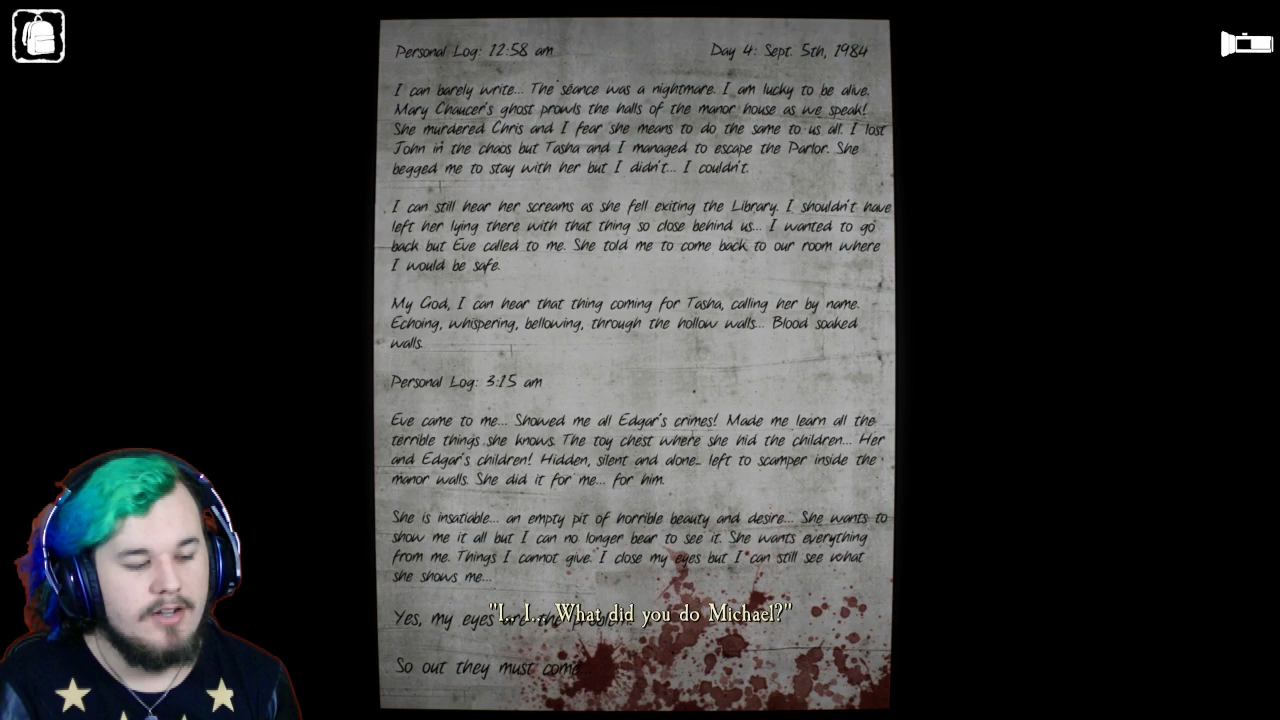 Personal Log: 12:58 am
Day 4: Sept. 5th, 1984
I can barely write... The séance was a nightmare. I am lucky to be alive.
Mary Chaucer's ghost prowls the halls of the manor house as we speak!
She murdered Chris and I fear she means to do the same to us all. I lost
John in the chaos but Tasha and I managed to escape the Parlor. She
begged me to stay with her but I didn't... I couldn't.
I can still hear her screams as she fell exiting the Library. I shouldn't have
left her lying there with that thing so close behind us... I wanted to go
back but Eve called to me. She told me to come back to our room where
I would be safe.
My God, I can hear that thing coming for Tasha, calling her by name.
Echoing, whispering, bellowing, through the hollow walls... Blood soaked
walls.
Personal Log: 3:15 am
Eve came to me... Showed me all Edgar's crimes! Made me learn all the
terrible things she knows. The toy chest where she hid the children... Her
and Edgar's children! Hidden, silent and alone... left to scamper inside the
manor walls. She did it for me... for him.
She is insatiable... an empty pit of horrible beauty and desire... She wants to
show me it all but I can no longer bear to see it. She wants everything
from me. Things I cannot give. I close my eyes but I can still see what
she shows me...
Yes, my eyes are the
"I... I... What did you do Michael?"
So out they must come